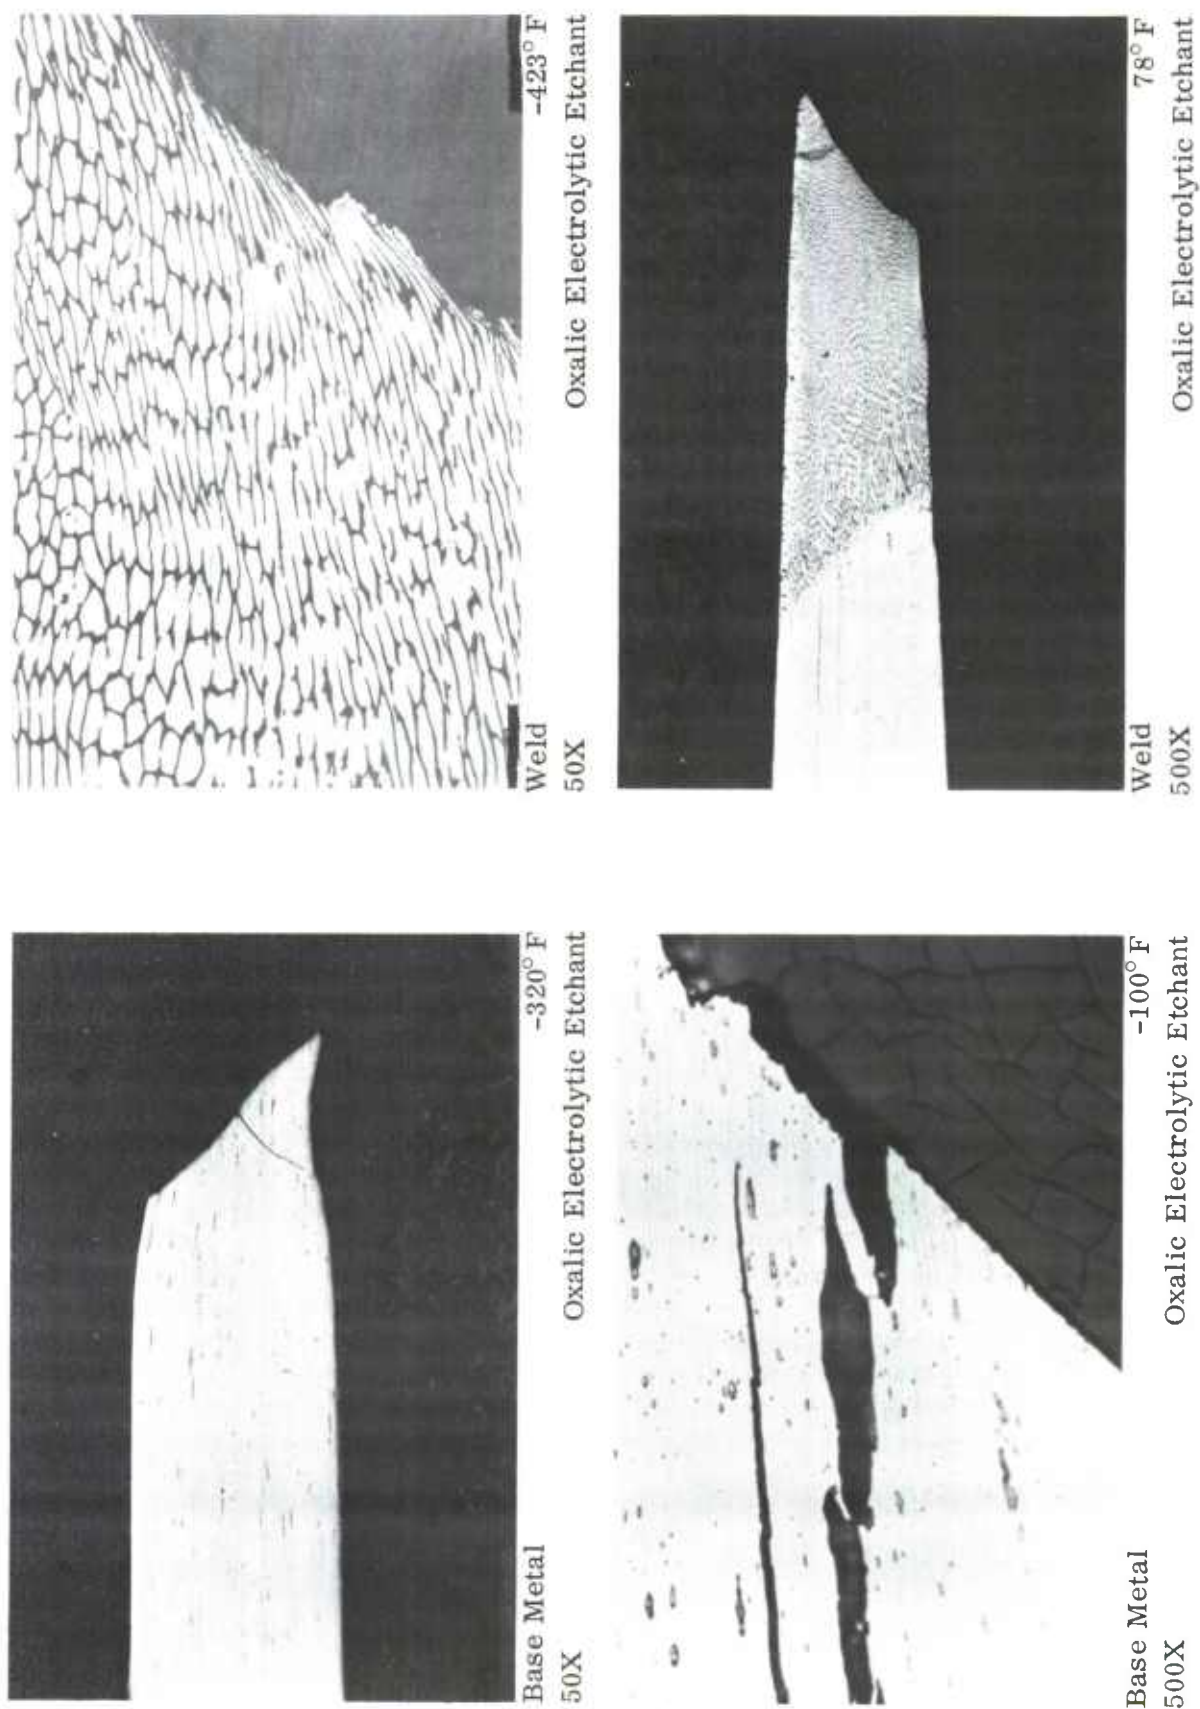 Weld -423° F
50X Oxalic Electrolytic Etchant
Weld 78° F
500X Oxalic Electrolytic Etchant
Base Metal -320° F
50X Oxalic Electrolytic Etchant
Base Metal -100° F
500X Oxalic Electrolytic Etchant